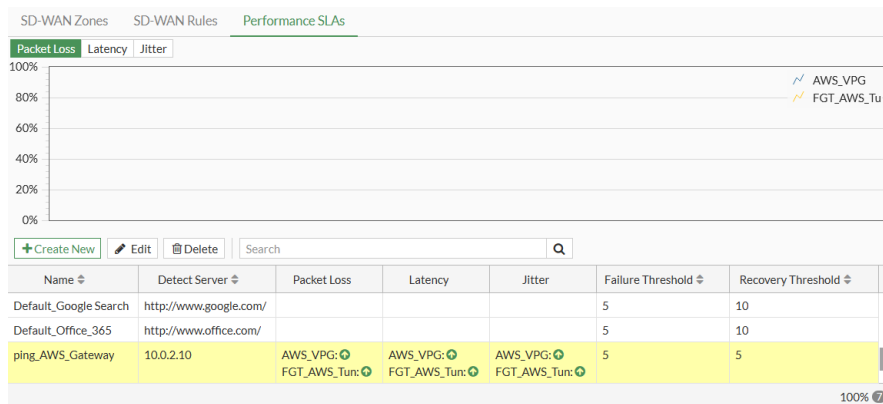 SD-WAN Zones SD-WAN Rules Performance SLAs
Packet Loss Latency Jitter
100%
AWS_VPG
80%
FGT_AWS_Tu
60%
40%
20%
0%
+Create New Edit Delete Search
Name Detect Server Packet Loss Latency Jitter Failure Threshold Recovery Threshold
Default_Google Search http://www.google.com/ 5 10
Default_Office_365 http://www.office.com/ 5 10
ping_AWS_Gateway 10.0.2.10 AWS_VPG: AWS_VPG: AWS_VPG: 5 5
FGT_AWS_Tun: FGT_AWS_Tun: FGT_AWS_Tun:
100% 7